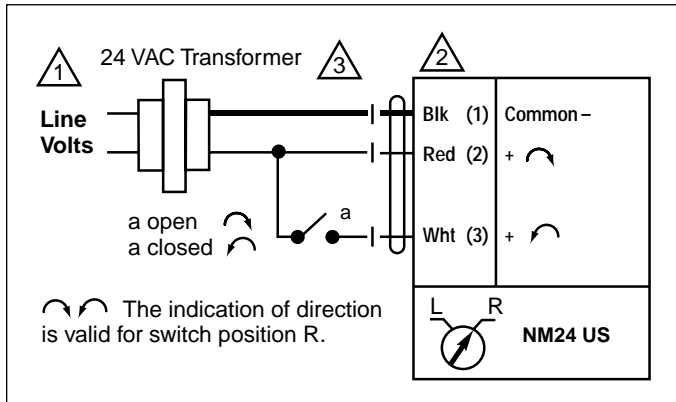 1
24 VAC Transformer
3
2
Line
Volts
Blk (1) Common –
Red (2) +
a
a open
a closed
Wht (3) +
The indication of direction
is valid for switch position R.
L R
NM24 US